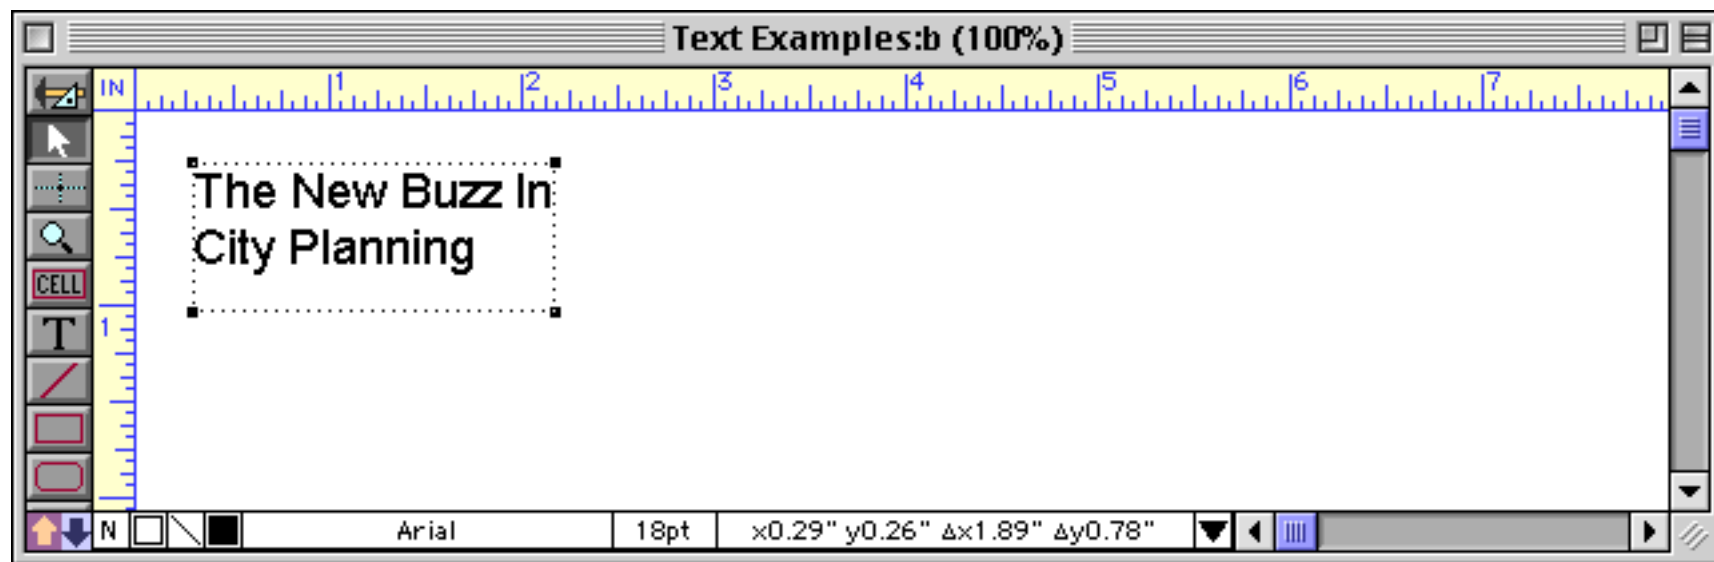 Text Examples:b (100%)
IN 1 2 3 4 5 6 7
The New Buzz In
City Planning
CELL
T
1
N Arial 18pt x0.29" y0.26" Δx1.89" Δy0.78"